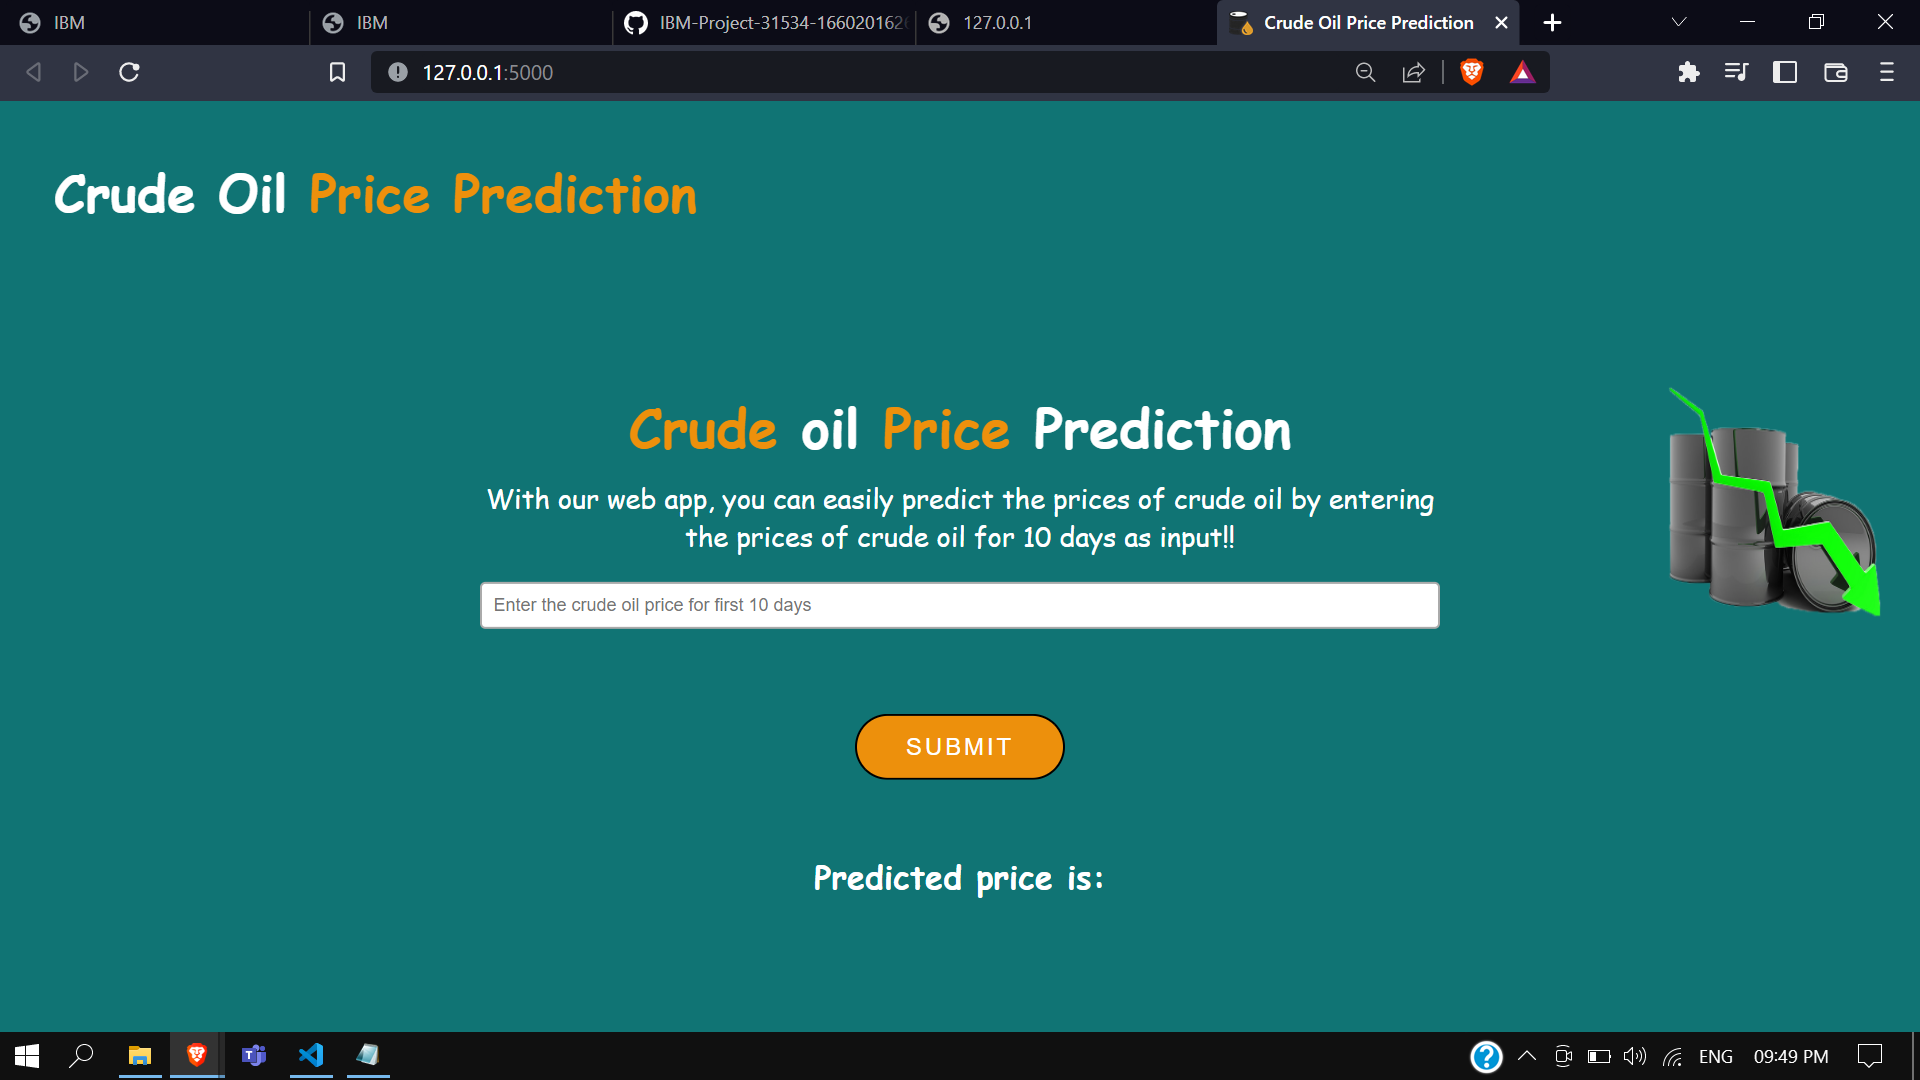 IBM
IBM
IBM-Project-31534-166020162
127.0.0.1
Crude Oil Price Prediction
127.0.0.1:5000
Crude Oil Price Prediction
Crude oil Price Prediction
With our web app, you can easily predict the prices of crude oil by entering
the prices of crude oil for 10 days as input!!
Enter the crude oil price for first 10 days
SUBMIT
Predicted price is:
ENG
09:49 PM